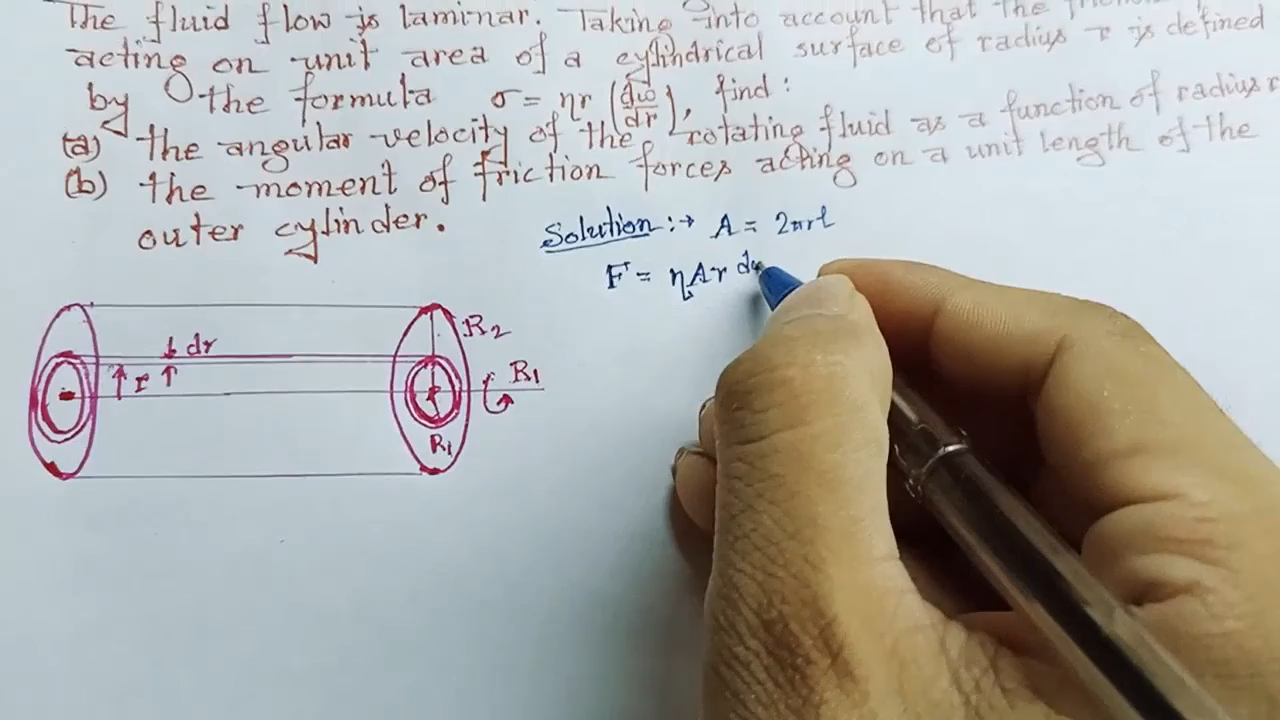 The fluid flow is laminar. Taking into account that the
acting on unit area of a cylindrical surface of radius r is defined
by the formula σ = ηr (dω/dr), find:
(a) the angular velocity of the rotating fluid as a function of radius r
(b) the moment of friction forces acting on a unit length of the
outer cylinder.
Solution:→ A = 2πrl
F = ηAr
R2
dr
r
R1
R1